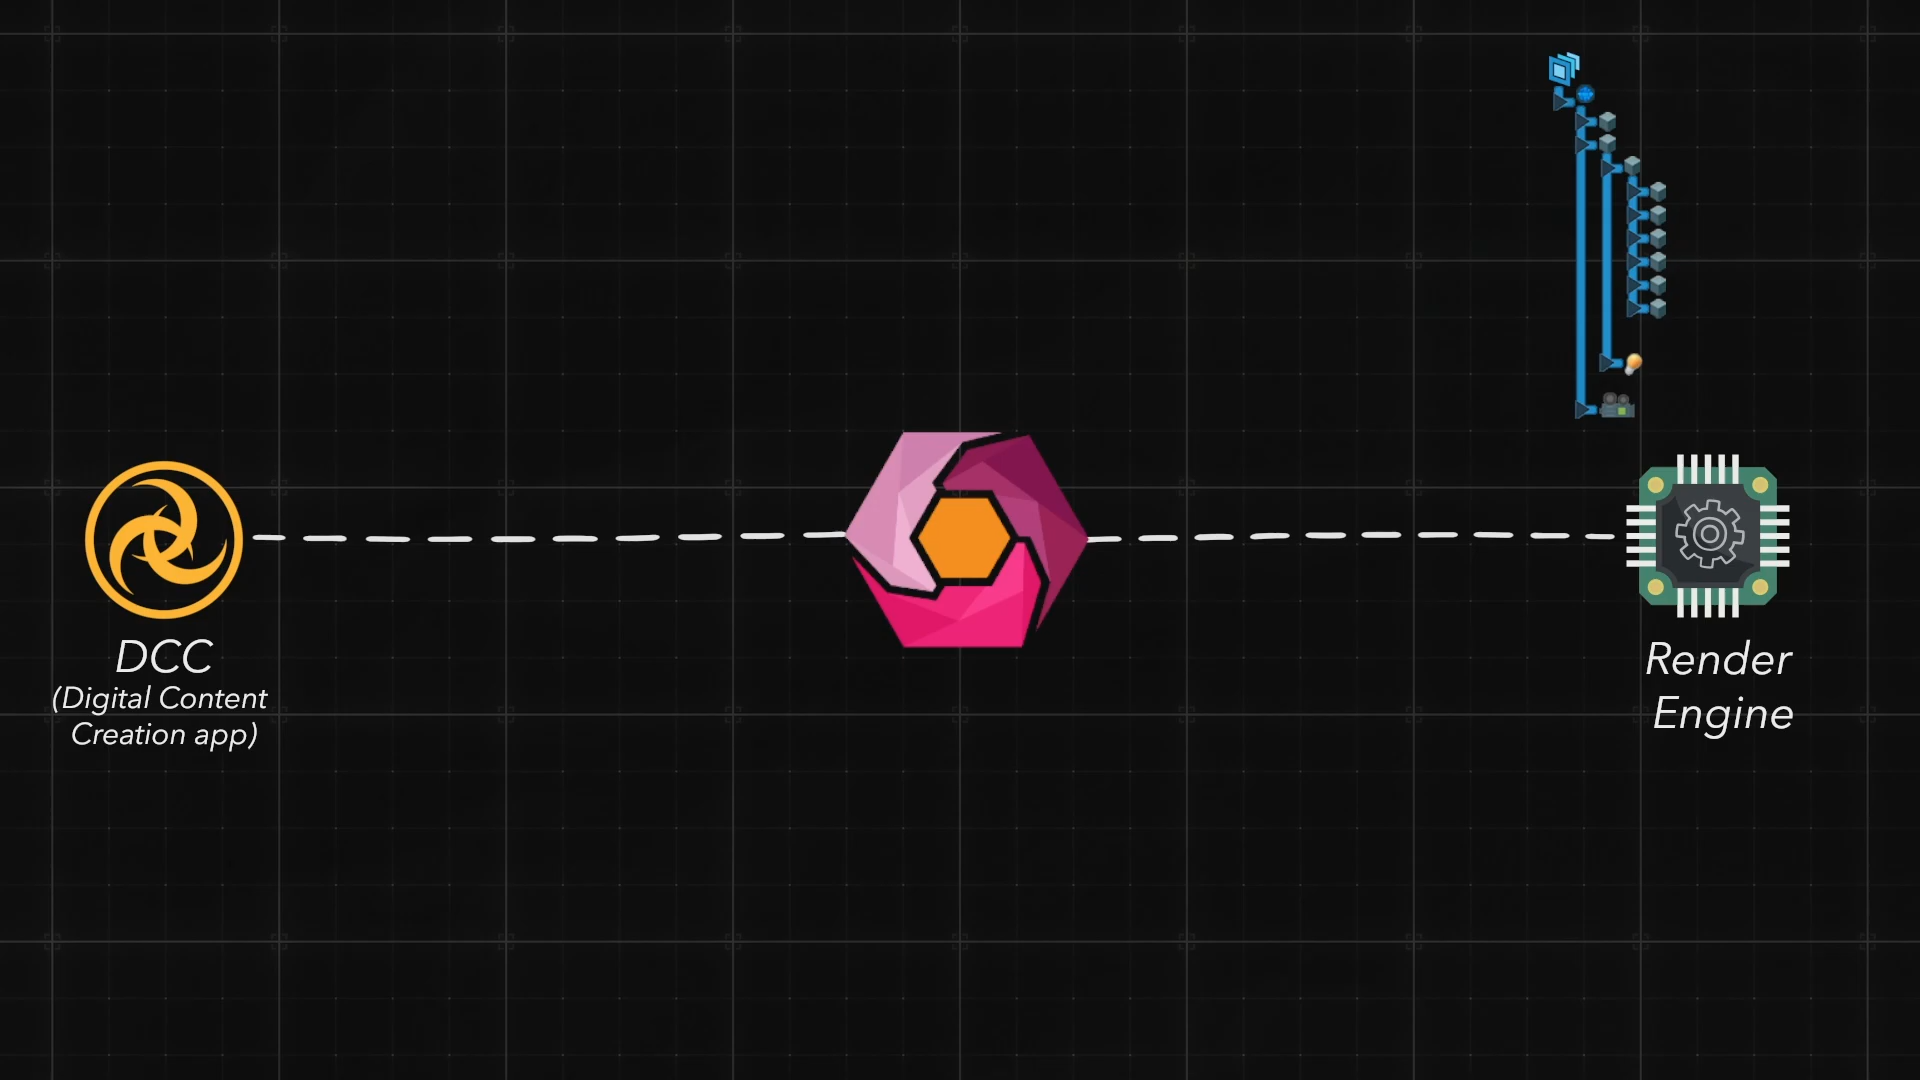 DCC
(Digital Content
Creation app)
Render
Engine